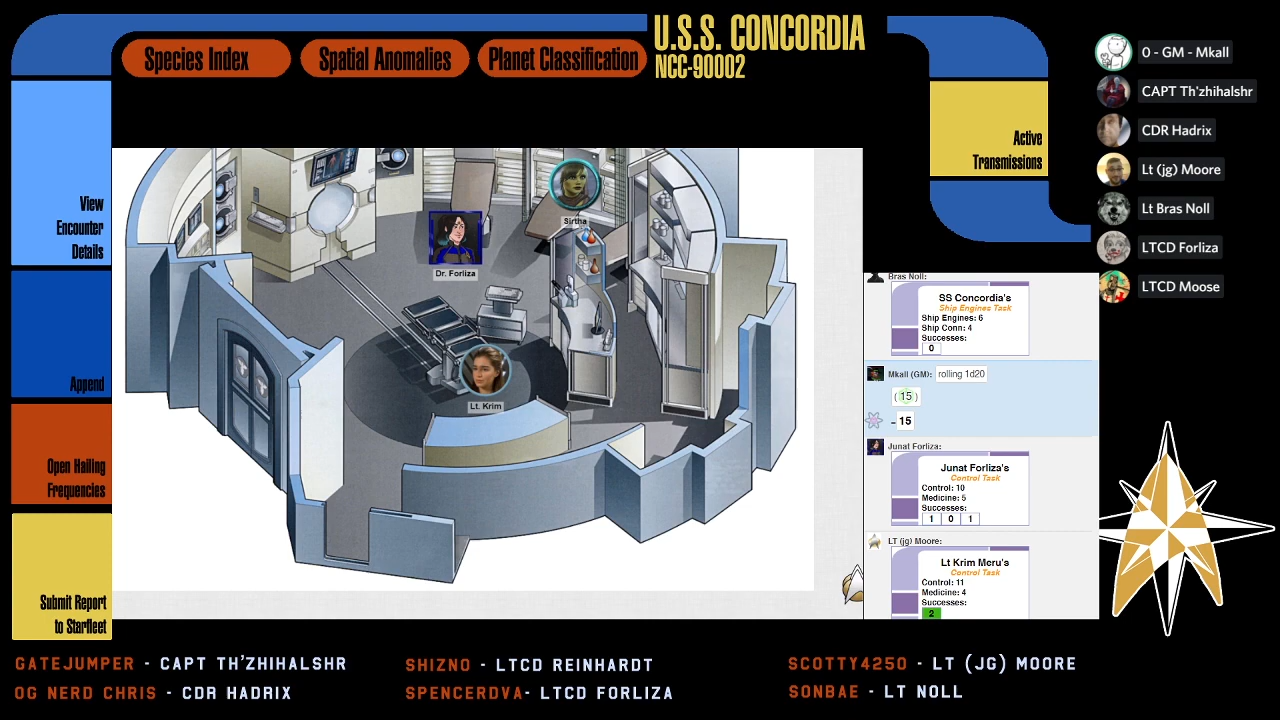 Species Index
Spatial Anomalies
Planet Classification
U.S.S. CONCORDIA
NCC-90002
View
Encounter
Details
Append
Open Hailing
Frequencies
Submit Report
to Starfleet
Active
Transmissions
0 - GM - Mkall
CAPT Th'zhihalshr
CDR Hadrix
Lt (jg) Moore
Lt Bras Noll
LTCD Forliza
LTCD Moose
Sirtha
Dr. Forliza
Lt. Krim
Bras Noll:
SS Concordia's
Ship Engines Task
Ship Engines: 6
Ship Conn: 4
Successes:
0
Mkall (GM): rolling 1d20
(15)
= 15
Junat Forliza:
Junat Forliza's
Control Task
Control: 10
Medicine: 5
Successes:
1 0 1
LT (jg) Moore:
Lt Krim Meru's
Control Task
Control: 11
Medicine: 4
Successes:
2
GATEJUMPER - CAPT TH'ZHIHALSHR
SHIZNO - LTCD REINHARDT
SCOTTY4250 - LT (JG) MOORE
OG NERD CHRIS - CDR HADRIX
SPENCERDVA- LTCD FORLIZA
SONBAE - LT NOLL